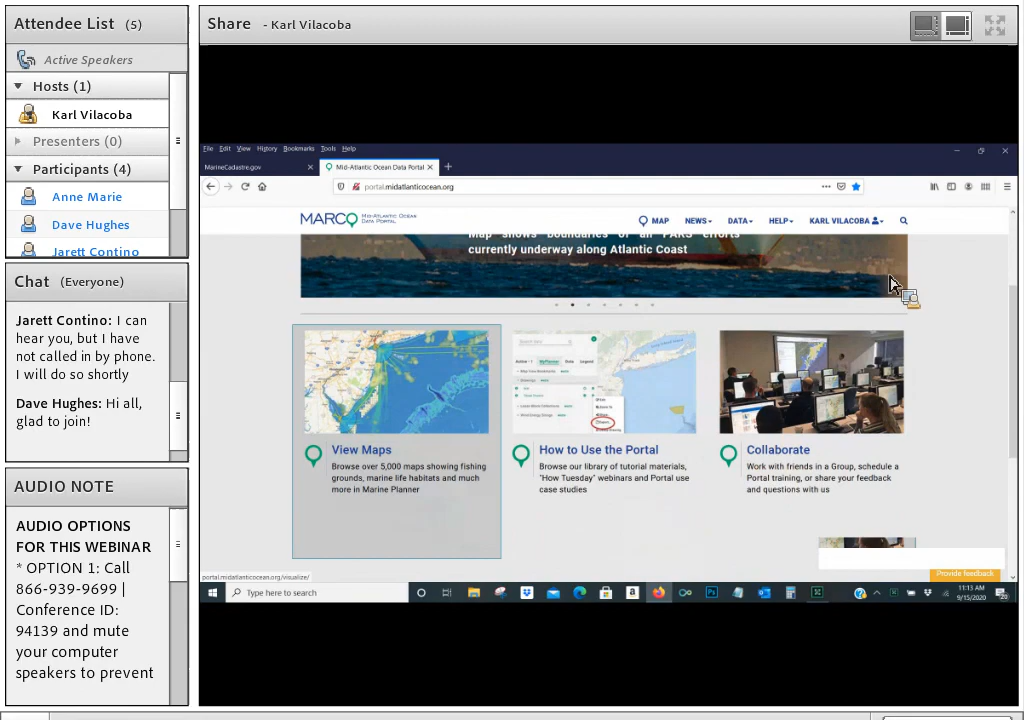 Attendee List (5)
Active Speakers
Hosts (1)
Karl Vilacoba
Presenters (0)
Participants (4)
Anne Marie
Dave Hughes
Jarett Contino
Chat (Everyone)
Jarett Contino: I can
hear you, but I have
not called in by phone.
I will do so shortly
Dave Hughes: Hi all,
glad to join!
AUDIO NOTE
AUDIO OPTIONS
FOR THIS WEBINAR
* OPTION 1: Call
866-939-9699 |
Conference ID:
94139 and mute
your computer
speakers to prevent
Share - Karl Vilacoba
File Edit View History Bookmarks Tools Help
MarineCadastre.gov
Mid-Atlantic Ocean Data Portal
portal.midatlanticocean.org
MARCO MID-ATLANTIC OCEAN
DATA PORTAL
MAP NEWS DATA HELP KARL VILACOBA
currently underway along Atlantic Coast
View Maps
Browse over 5,000 maps showing fishing
grounds, marine life habitats and much
more in Marine Planner
How to Use the Portal
Browse our library of tutorial materials,
"How Tuesday" webinars and Portal use
case studies
Collaborate
Work with friends in a Group, schedule a
Portal training, or share your feedback
and questions with us
portal.midatlanticocean.org/visualize/
Provide feedback
Type here to search
11:13 AM
9/15/2020